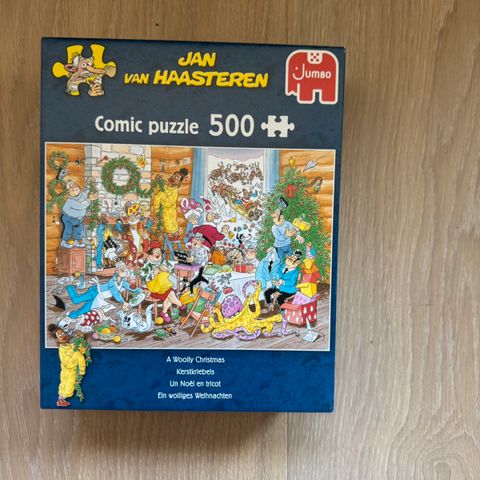 JAN
VAN HAASTEREN
Jumbo
Comic puzzle 500
A Woolly Christmas
Kerstkriebels
Un Noël en tricot
Ein wolliges Weihnachten